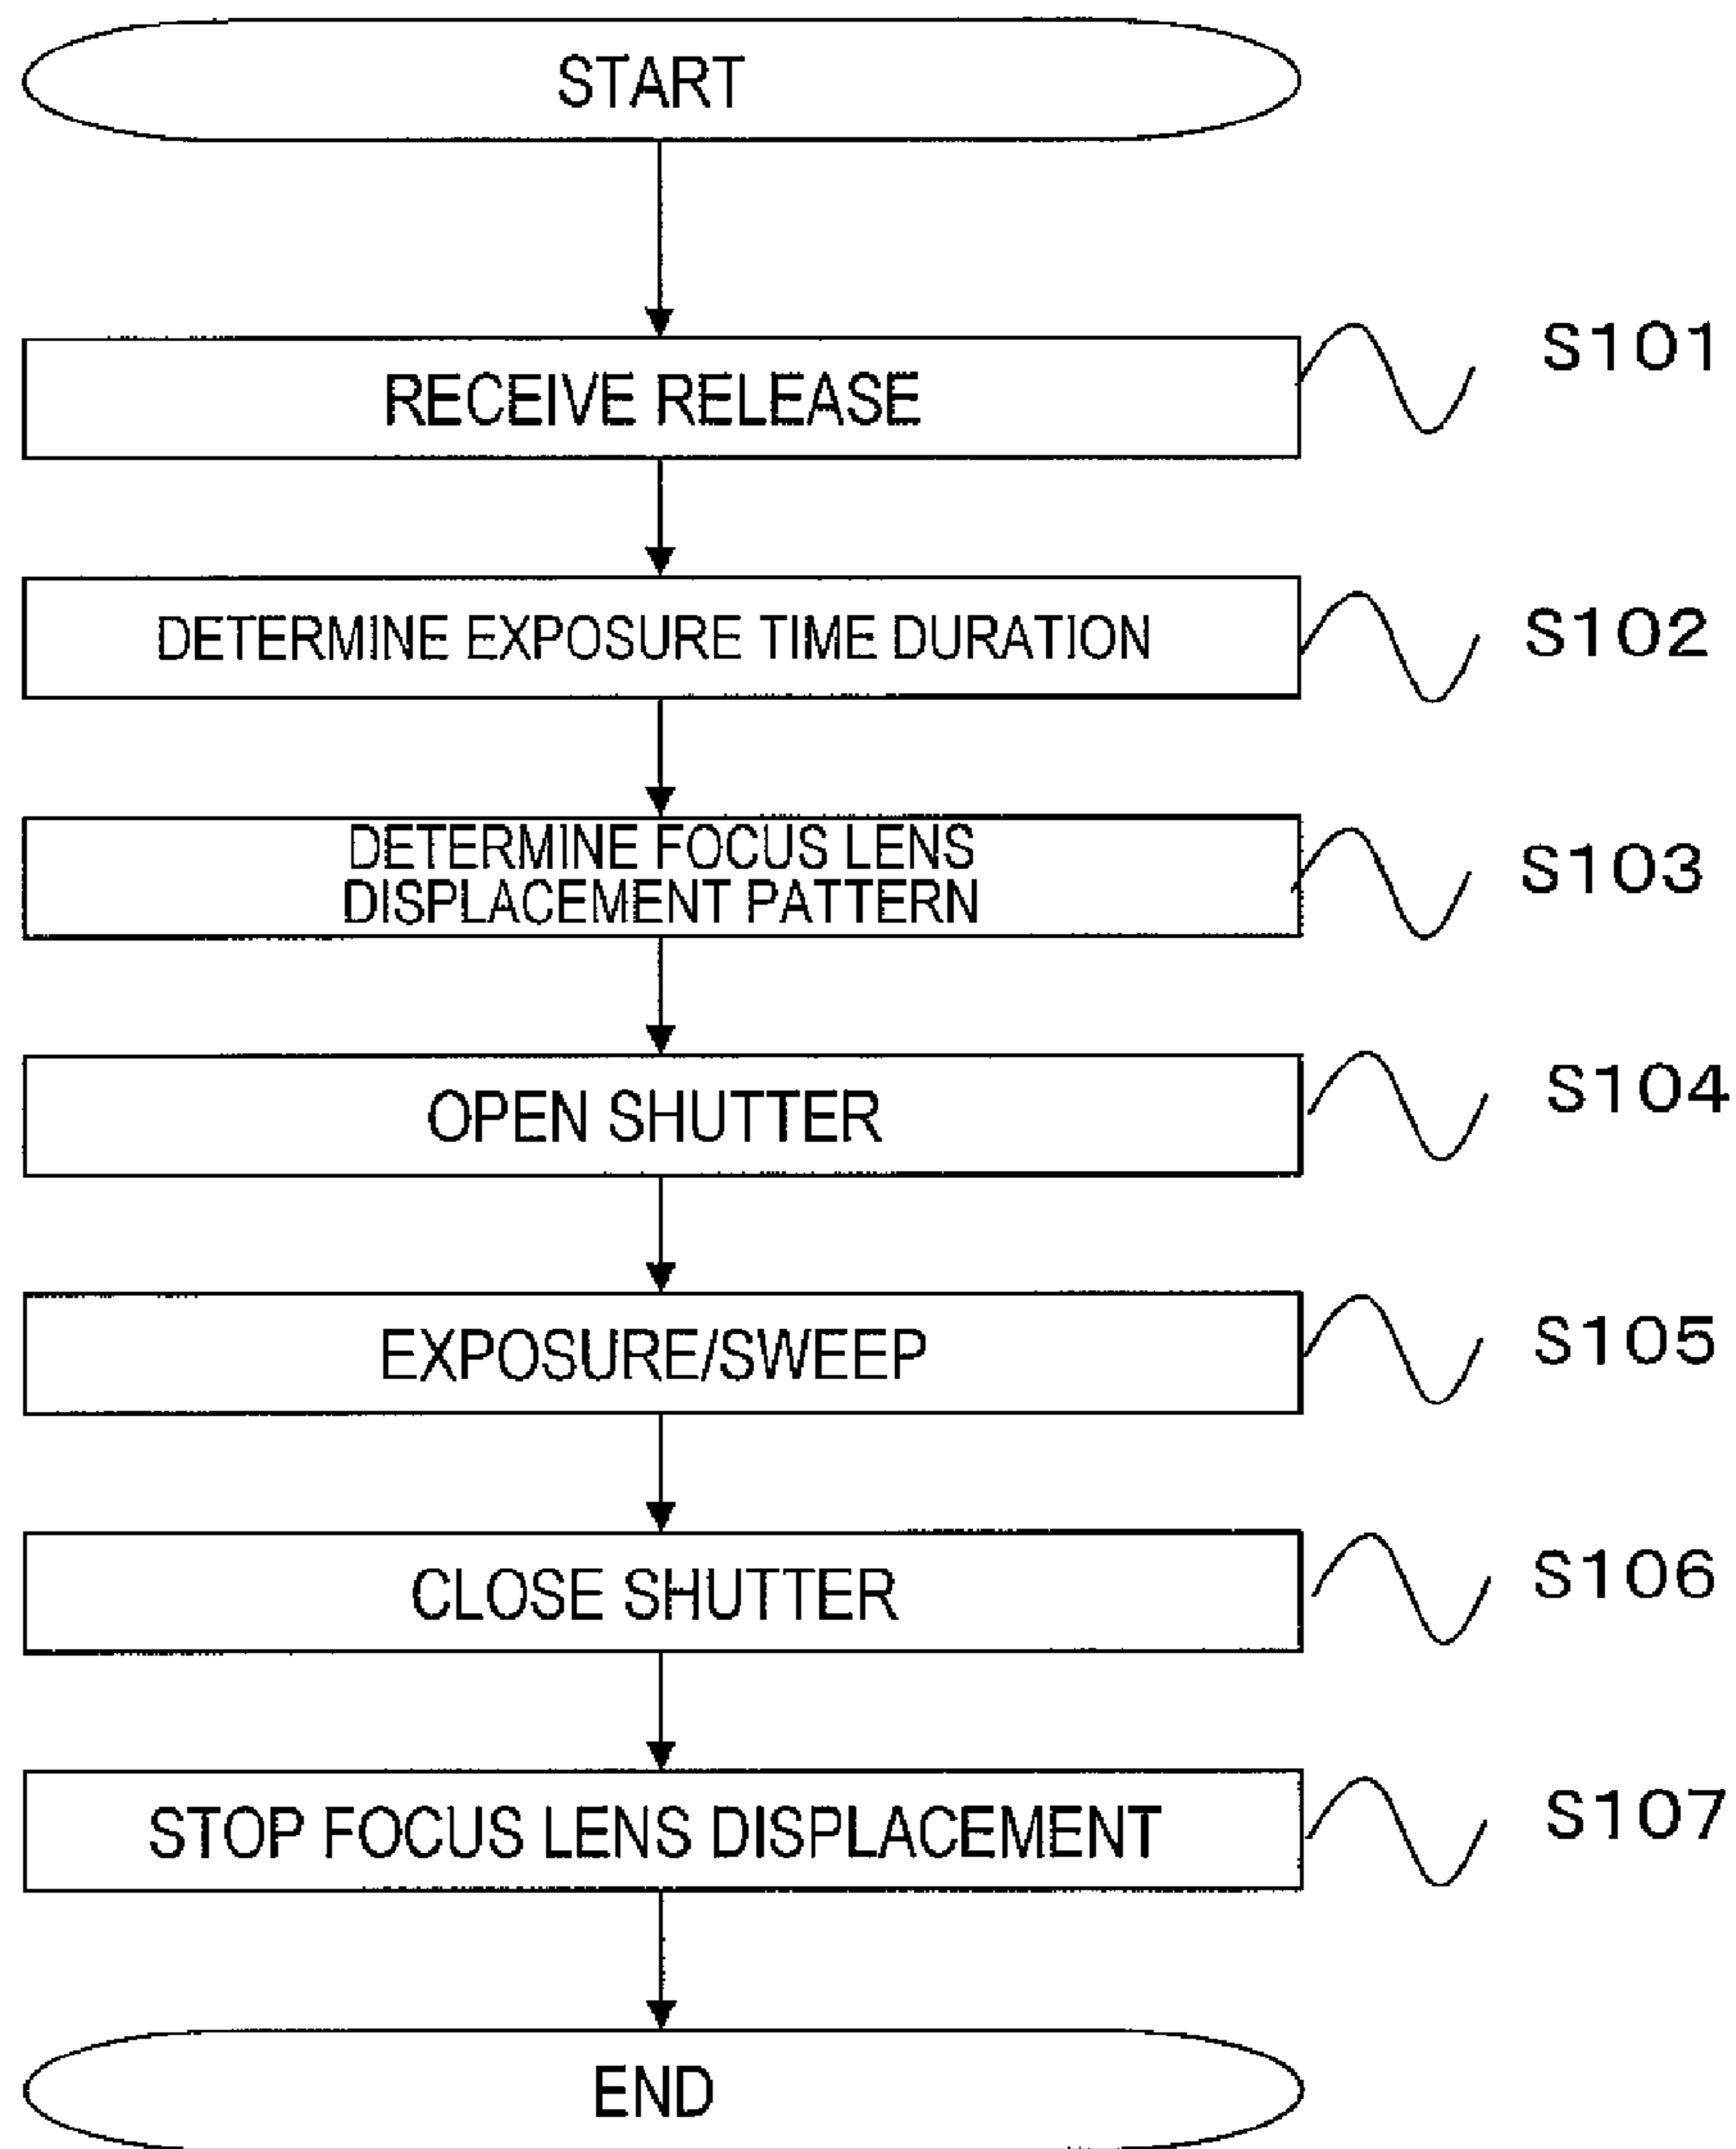 START
RECEIVE RELEASE
S101
DETERMINE EXPOSURE TIME DURATION
S102
DETERMINE FOCUS LENS
DISPLACEMENT PATTERN
S103
OPEN SHUTTER
S104
EXPOSURE/SWEEP
S105
CLOSE SHUTTER
S106
STOP FOCUS LENS DISPLACEMENT
S107
END